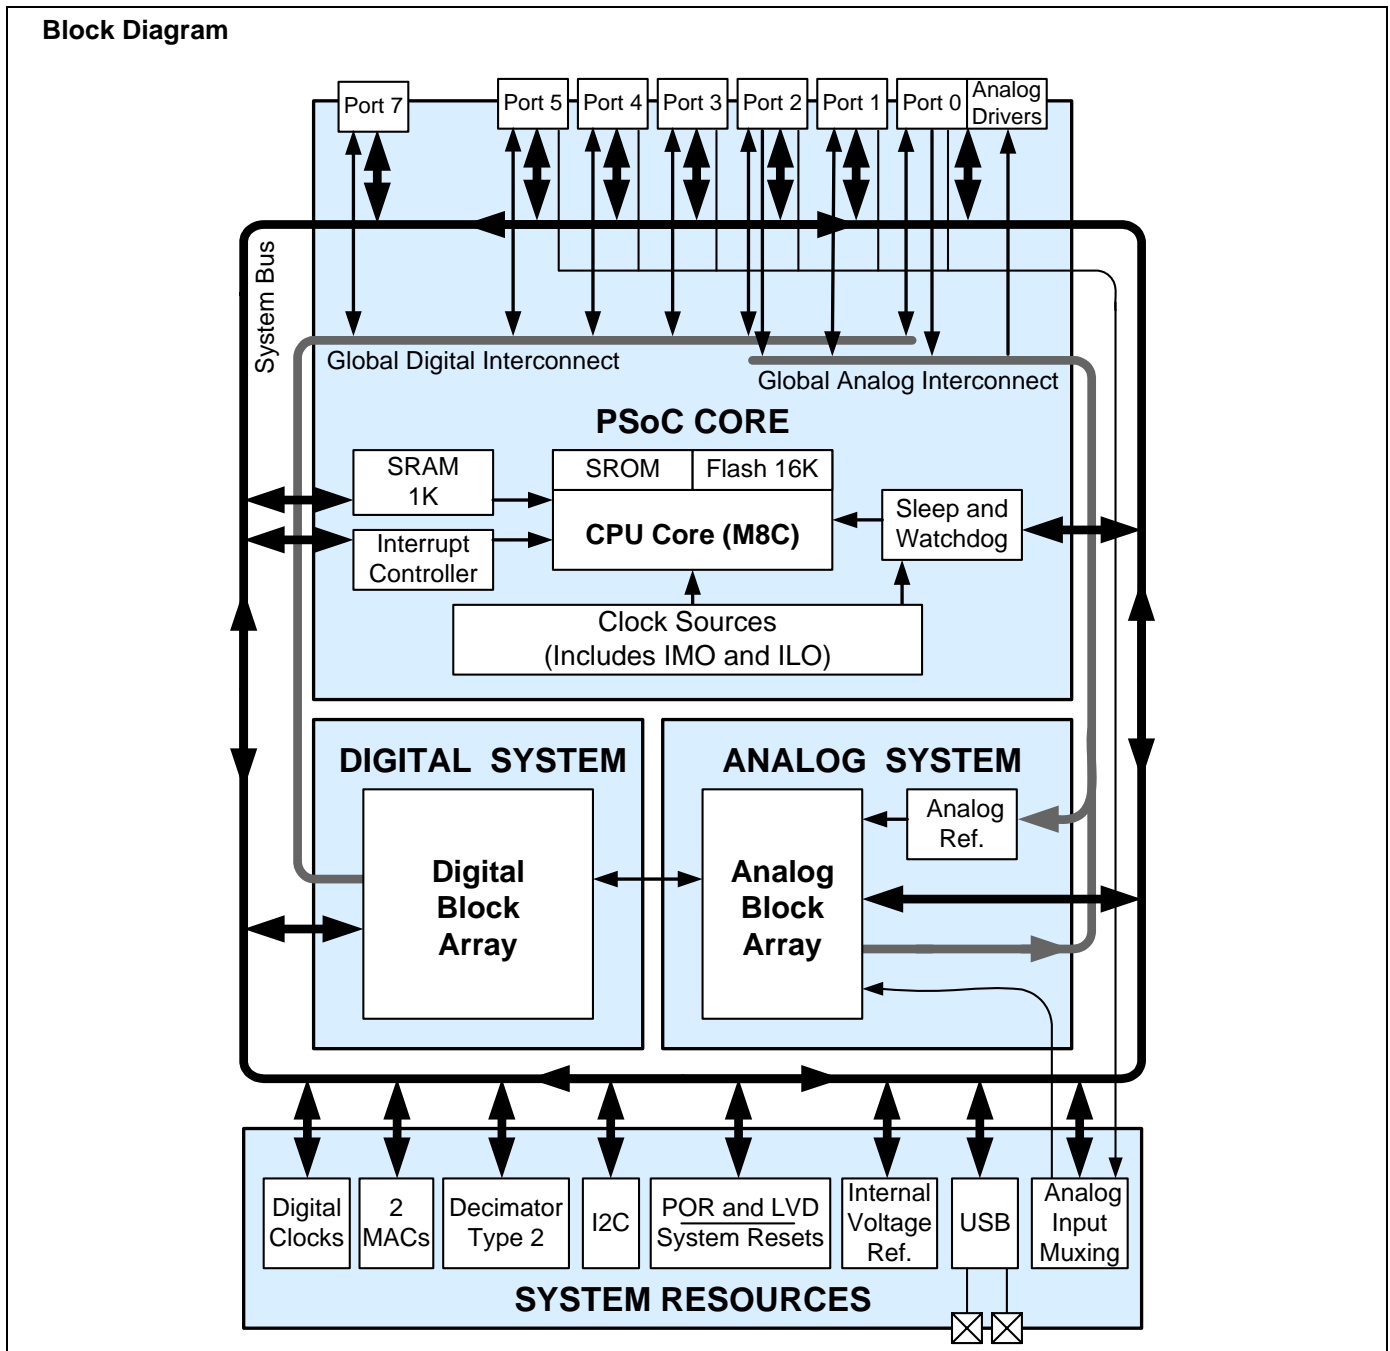 Block Diagram
Port 7
Port 5
Port 4
Port 3
Port 2
Port 1
Port 0
Analog
Drivers
System Bus
Global Digital Interconnect
Global Analog Interconnect
PSoC CORE
SRAM
1K
SROM
Flash 16K
CPU Core (M8C)
Sleep and
Watchdog
Interrupt
Controller
Clock Sources
(Includes IMO and ILO)
DIGITAL SYSTEM
ANALOG SYSTEM
Digital
Block
Array
Analog
Block
Array
Analog
Ref.
Digital
Clocks
2
MACs
Decimator
Type 2
I2C
POR and LVD
System Resets
Internal
Voltage
Ref.
USB
Analog
Input
Muxing
SYSTEM RESOURCES